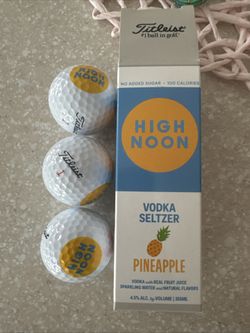 Titleist
#1 ball in golf
NO ADDED SUGAR • 100 CALORIES
HIGH
NOON
VODKA
SELTZER
PINEAPPLE
VODKA WITH REAL FRUIT JUICE
SPARKLING WATER AND NATURAL FLAVORS
4.5% ALC. by VOLUME | 355ML
Titleist
HIGH
NOON
Titleist
1
NOON
HIGH